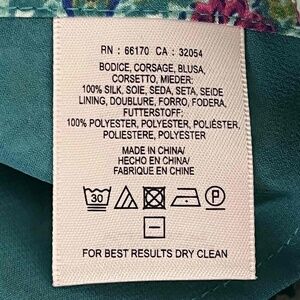 RN : 66170 CA : 32054
BODICE, CORSAGE, BLUSA,
CORSETTO, MIEDER:
100% SILK, SOIE, SEDA, SETA, SEIDE
LINING, DOUBLURE, FORRO, FODERA,
FUTTERSTOFF:
100% POLYESTER, POLYESTER, POLIÉSTER,
POLIESTERE, POLYESTER
MADE IN CHINA/
HECHO EN CHINA/
FABRIQUE EN CHINE
30 P
FOR BEST RESULTS DRY CLEAN